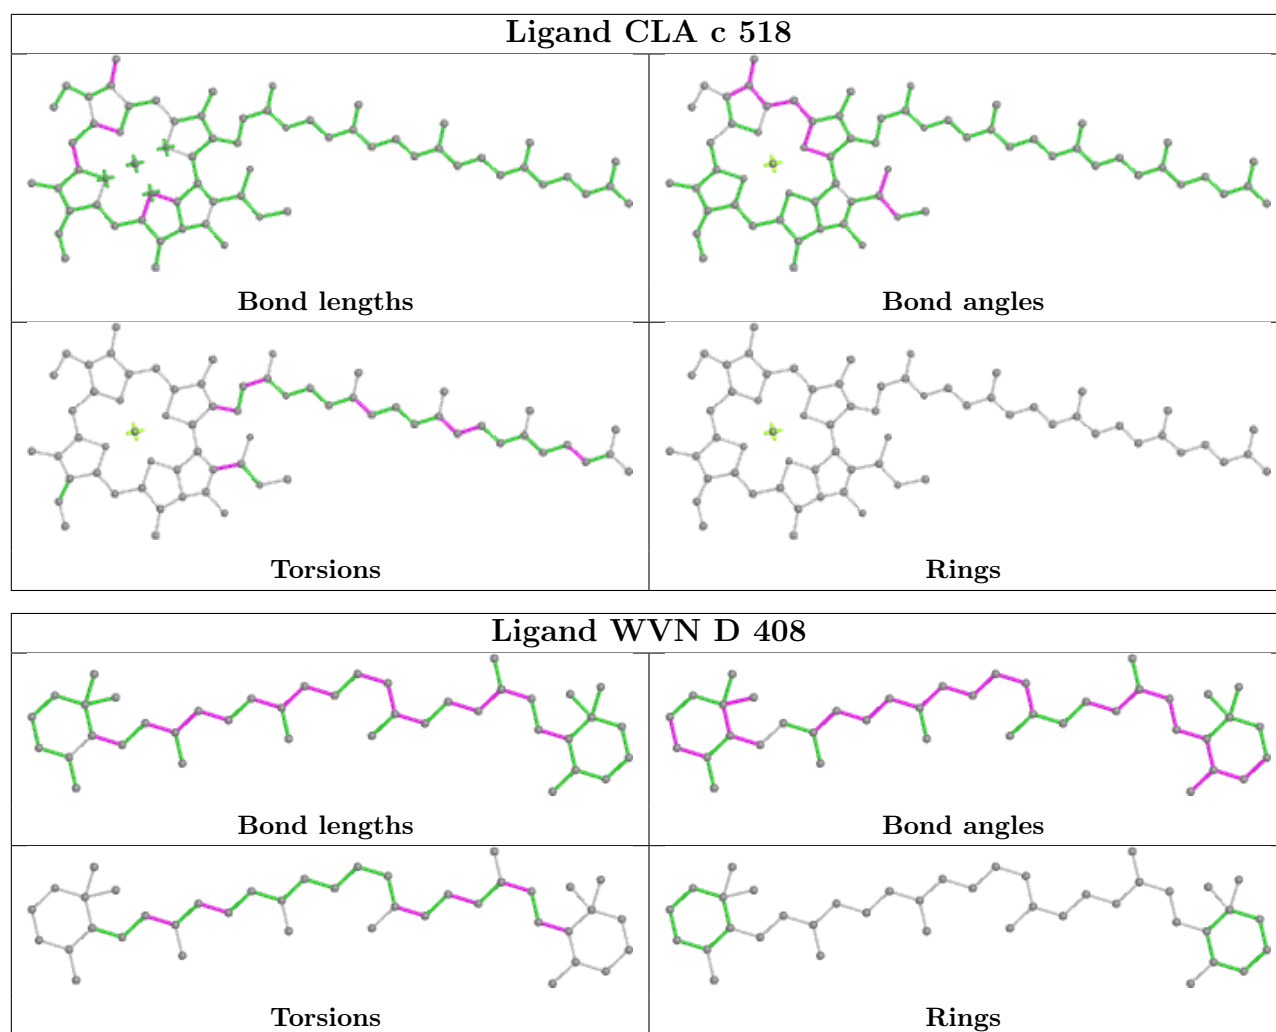 Ligand CLA c 518
Bond lengths
Bond angles
Torsions
Rings
Ligand WVN D 408
Bond lengths
Bond angles
Torsions
Rings